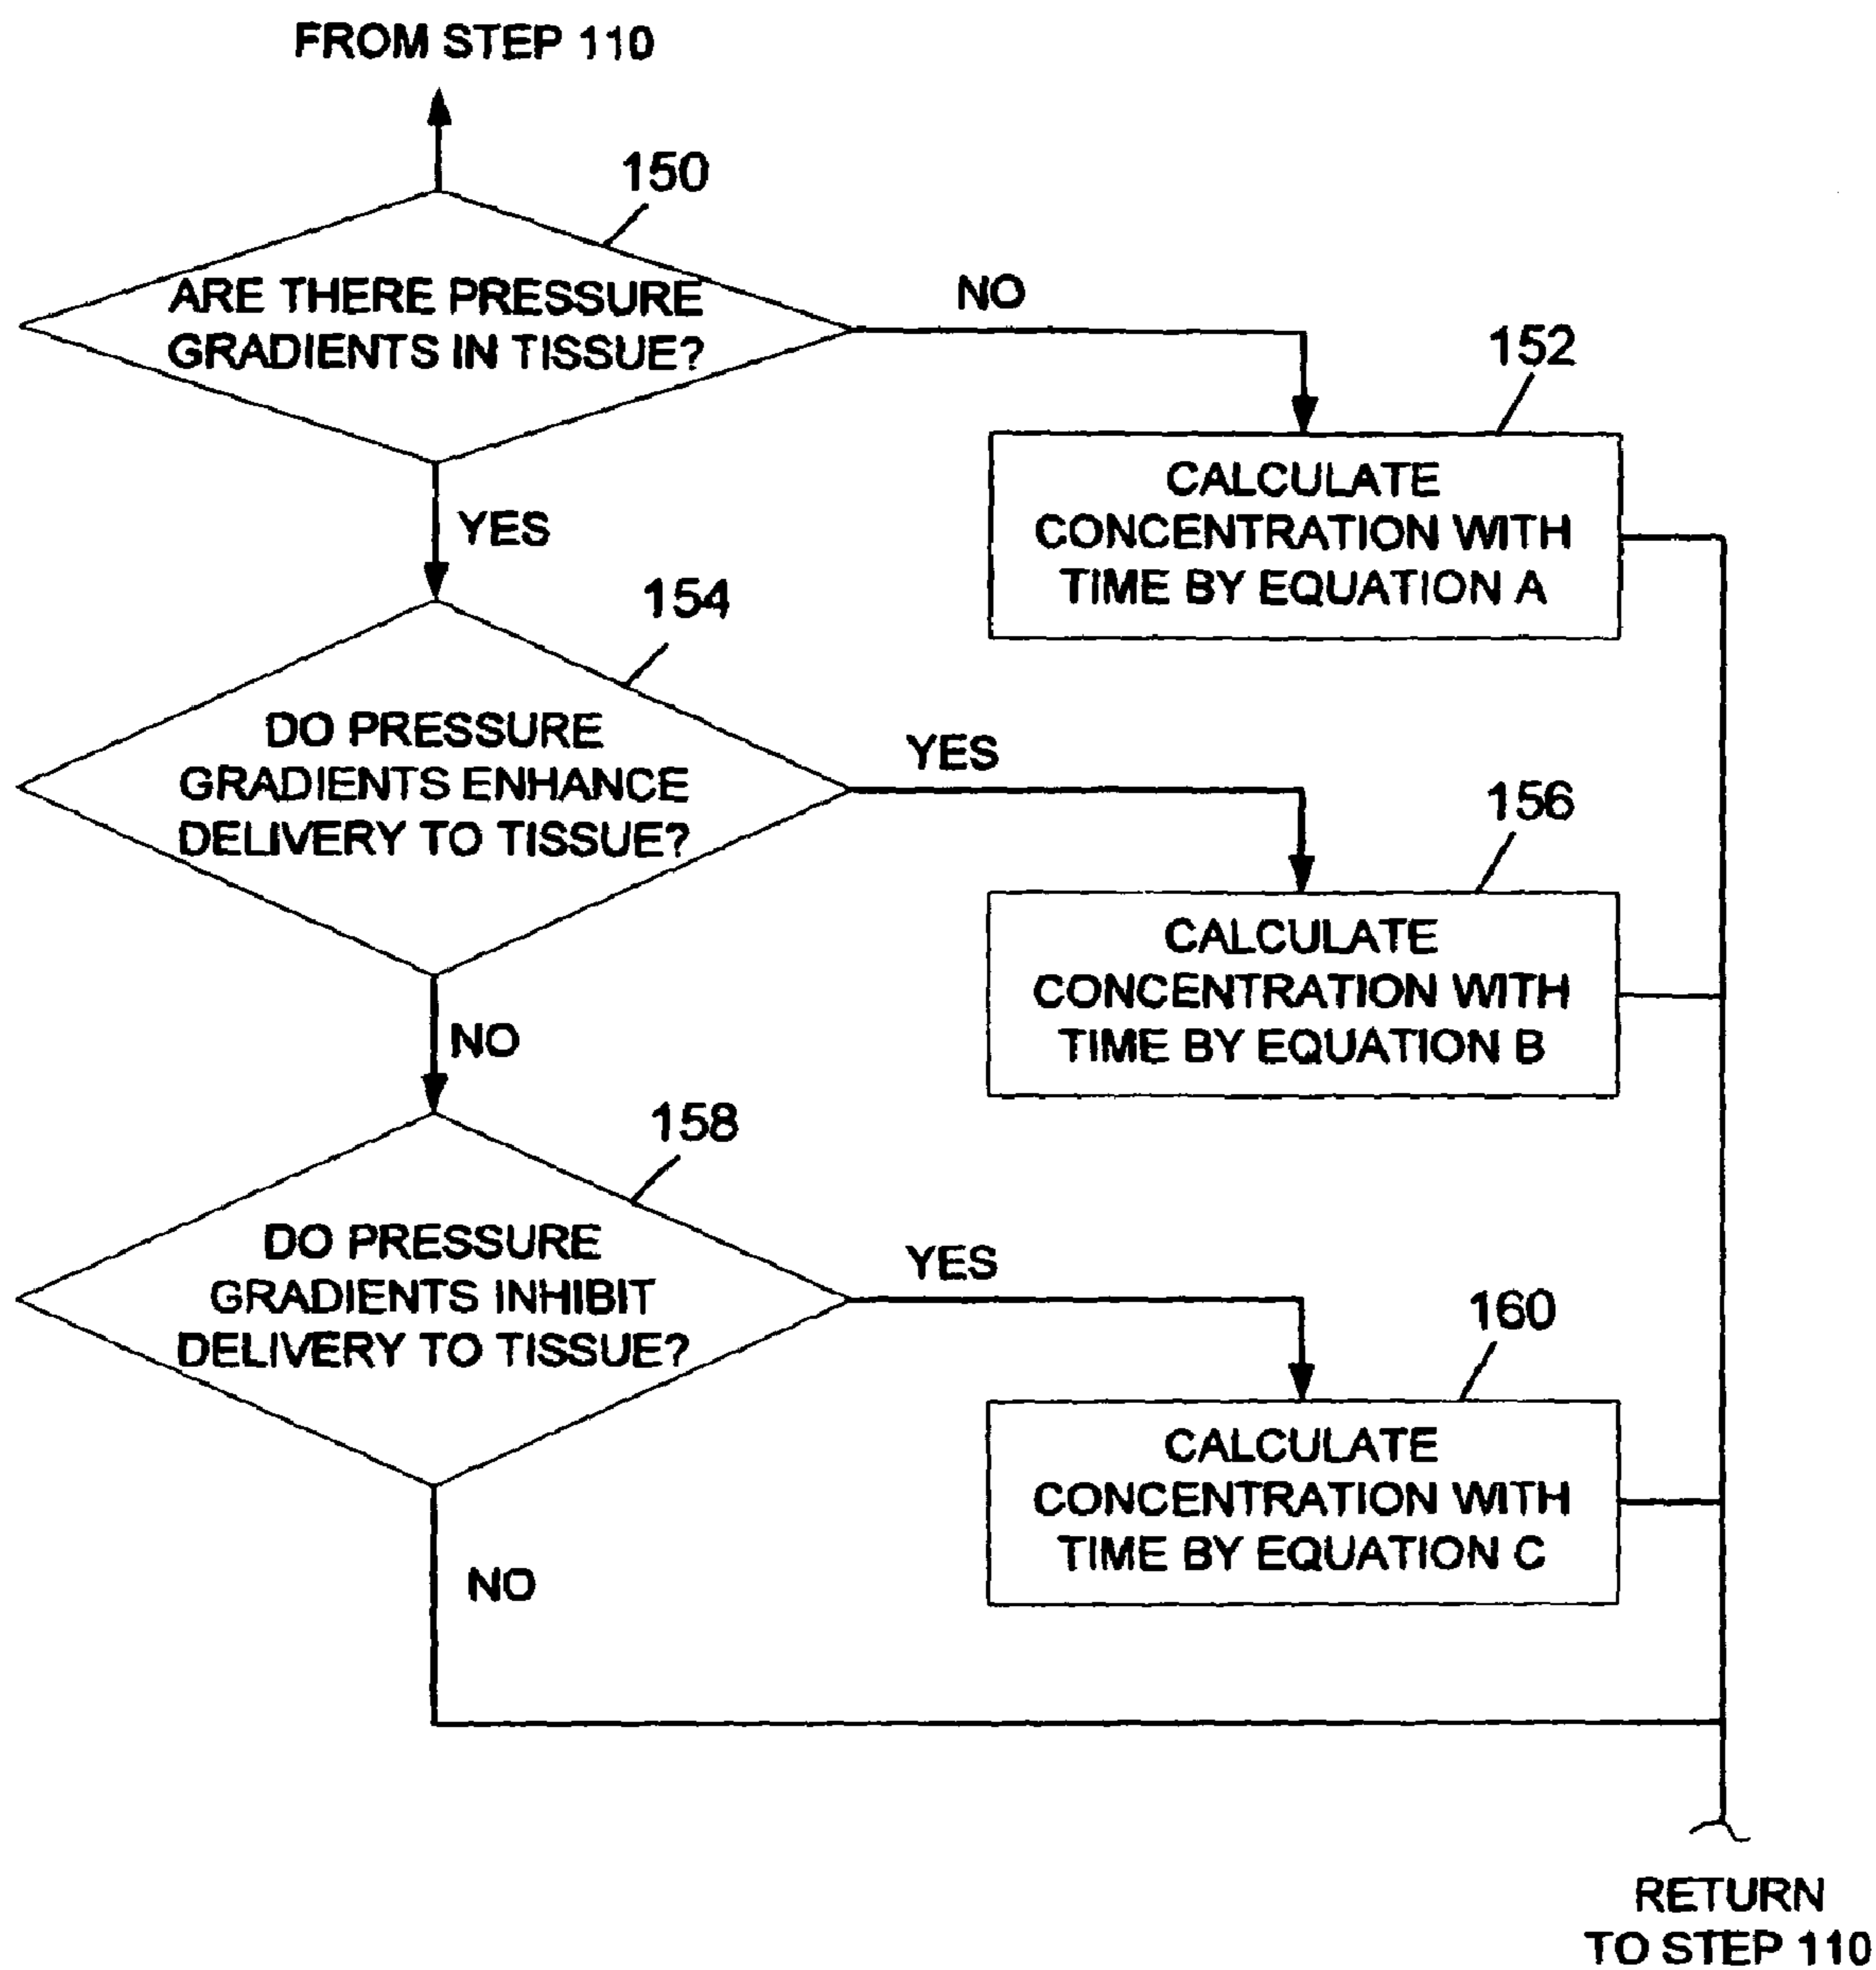 FROM STEP 110
150
ARE THERE PRESSURE
GRADIENTS IN TISSUE?
NO
152
CALCULATE
CONCENTRATION WITH
TIME BY EQUATION A
YES
154
DO PRESSURE
GRADIENTS ENHANCE
DELIVERY TO TISSUE?
YES
156
CALCULATE
CONCENTRATION WITH
TIME BY EQUATION B
NO
158
DO PRESSURE
GRADIENTS INHIBIT
DELIVERY TO TISSUE?
YES
160
CALCULATE
CONCENTRATION WITH
TIME BY EQUATION C
NO
RETURN
TO STEP 110